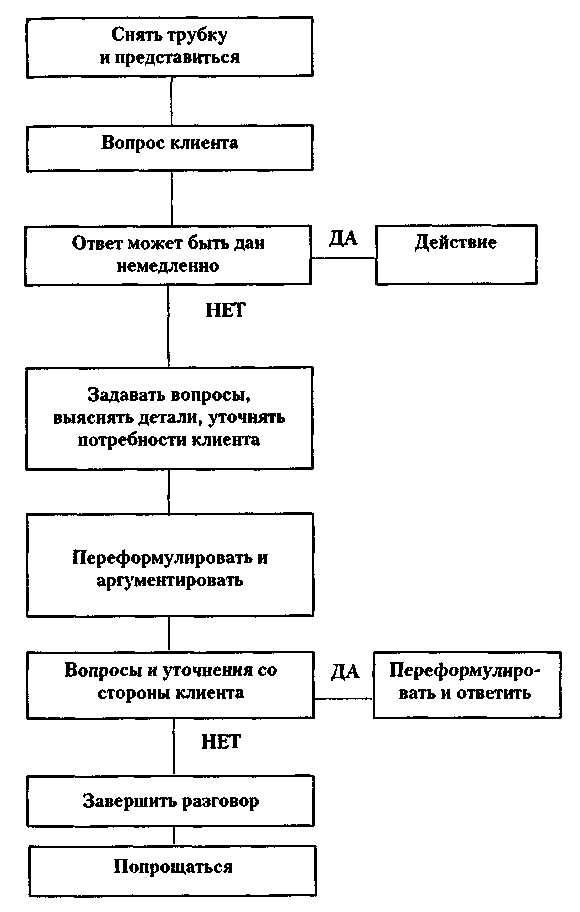 Снять трубку
и представиться
Вопрос клиента
Ответ может быть дан
немедленно
ДА
Действие
НЕТ
Задавать вопросы,
выяснять детали, уточнять
потребности клиента
Переформулировать и
аргументировать
Вопросы и уточнения со
стороны клиента
ДА
Переформулиро-
вать и ответить
НЕТ
Завершить разговор
Попрощаться